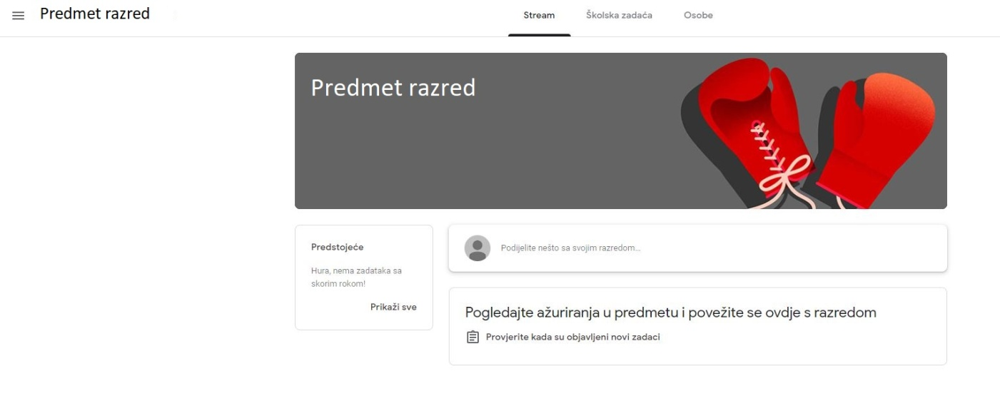 Predmet razred
Stream
Školska zadaća
Osobe
Predmet razred
Predstojeće
Hura, nema zadataka sa
skorim rokom!
Prikaži sve
Podijelite nešto sa svojim razredom…
Pogledajte ažuriranja u predmetu i povežite se ovdje s razredom
Provjerite kada su objavljeni novi zadaci